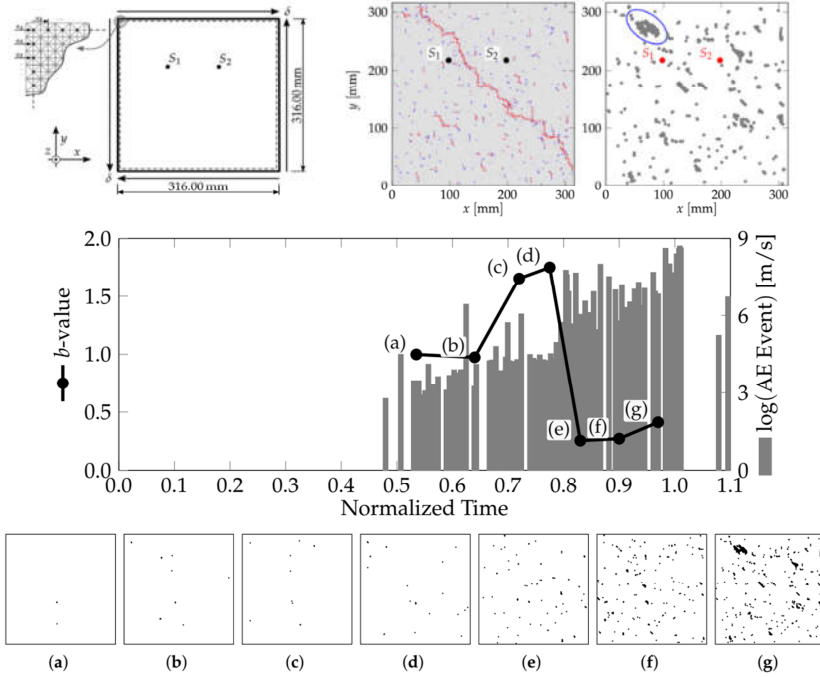 δ
S₁ S₂
316.00 mm
y
z x
δ
316.00 mm
300
200
100
0
y [mm]
S₁ S₂
0 100 200 300
x [mm]
300
200
100
0
S₁ S₂
0 100 200 300
x [mm]
2.0
1.5
1.0
0.5
0.0
b-value
9
6
3
0
log(AE Event) [m/s]
(a) (b) (c) (d) (e) (f) (g)
0.0 0.1 0.2 0.3 0.4 0.5 0.6 0.7 0.8 0.9 1.0 1.1
Normalized Time
(a) (b) (c) (d) (e) (f) (g)